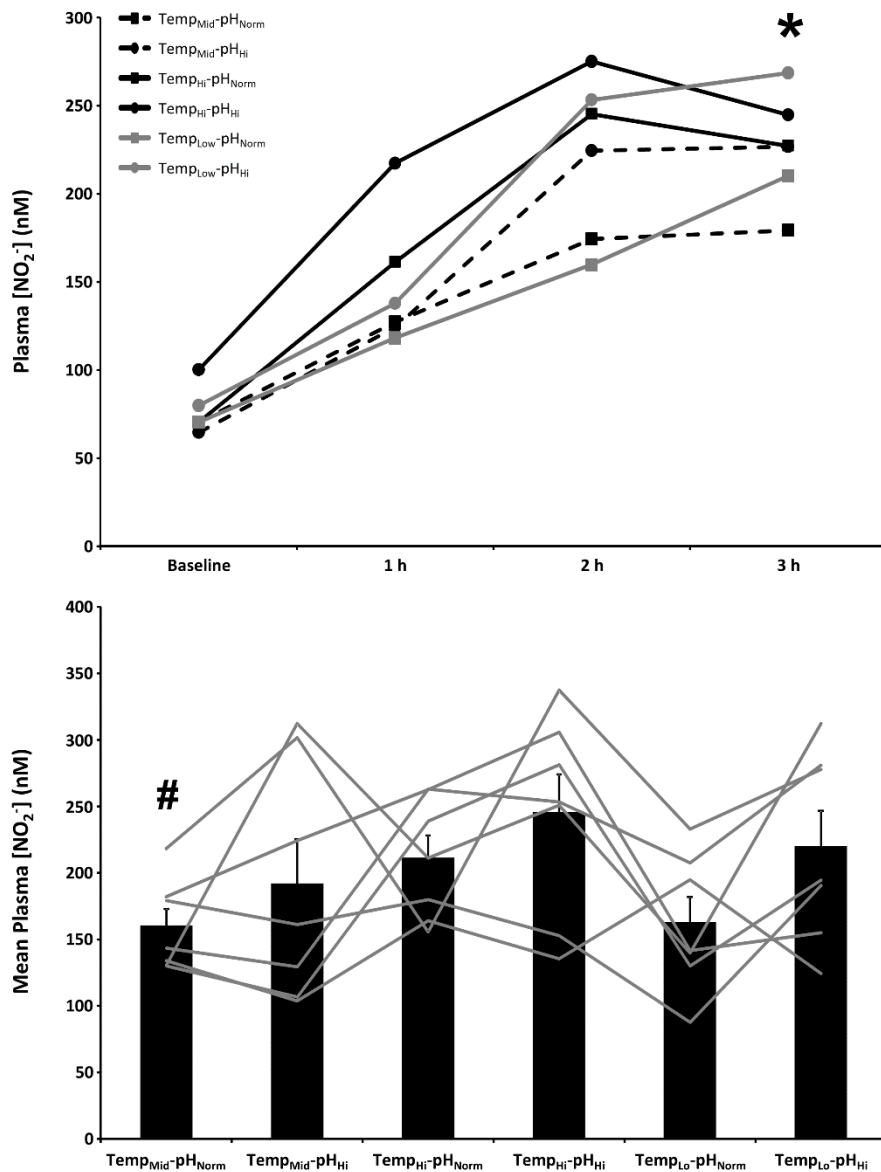 300
250
200
150
100
50
0
Plasma [NO₂⁻] (nM)
Temp_Mid-pH_Norm
Temp_Mid-pH_Hi
Temp_Hi-pH_Norm
Temp_Hi-pH_Hi
Temp_Low-pH_Norm
Temp_Low-pH_Hi
*
Baseline 1 h 2 h 3 h
400
350
300
250
200
150
100
50
0
Mean Plasma [NO₂⁻] (nM)
#
Temp_Mid-pH_Norm Temp_Mid-pH_Hi Temp_Hi-pH_Norm Temp_Hi-pH_Hi Temp_Lo-pH_Norm Temp_Lo-pH_Hi